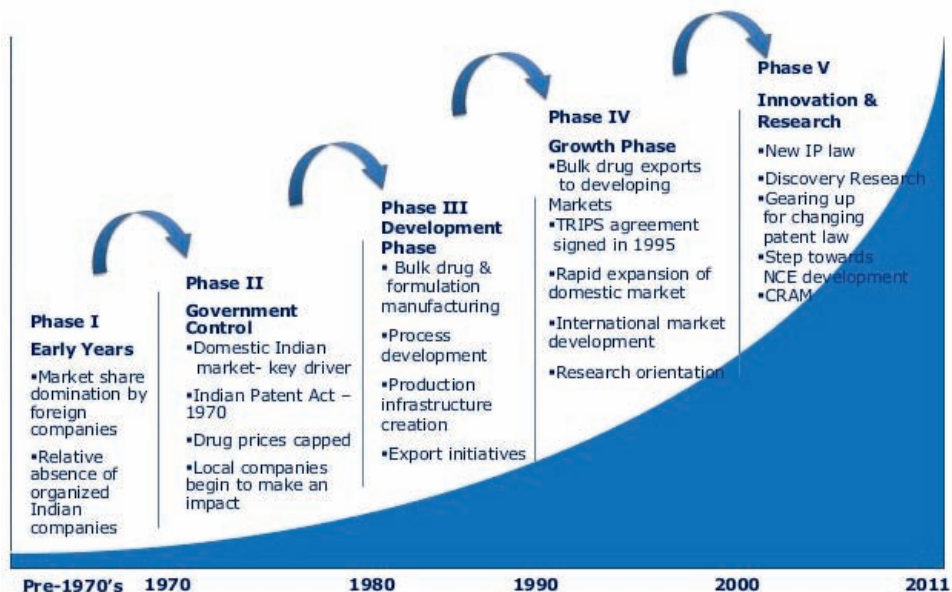 Phase I
Early Years
▪Market share
domination by
foreign
companies
▪Relative
absence of
organized
Indian
companies
Phase II
Government
Control
▪Domestic Indian
market- key driver
▪Indian Patent Act –
1970
▪Drug prices capped
▪Local companies
begin to make an
impact
Phase III
Development
Phase
▪ Bulk drug &
formulation
manufacturing
▪Process
development
▪Production
infrastructure
creation
▪Export initiatives
Phase IV
Growth Phase
▪Bulk drug exports
to developing
Markets
▪TRIPS agreement
signed in 1995
▪Rapid expansion of
domestic market
▪International market
development
▪Research orientation
Phase V
Innovation &
Research
▪New IP law
▪Discovery Research
▪Gearing up
for changing
patent law
▪Step towards
NCE development
▪CRAM
Pre-1970's 1970 1980 1990 2000 2011